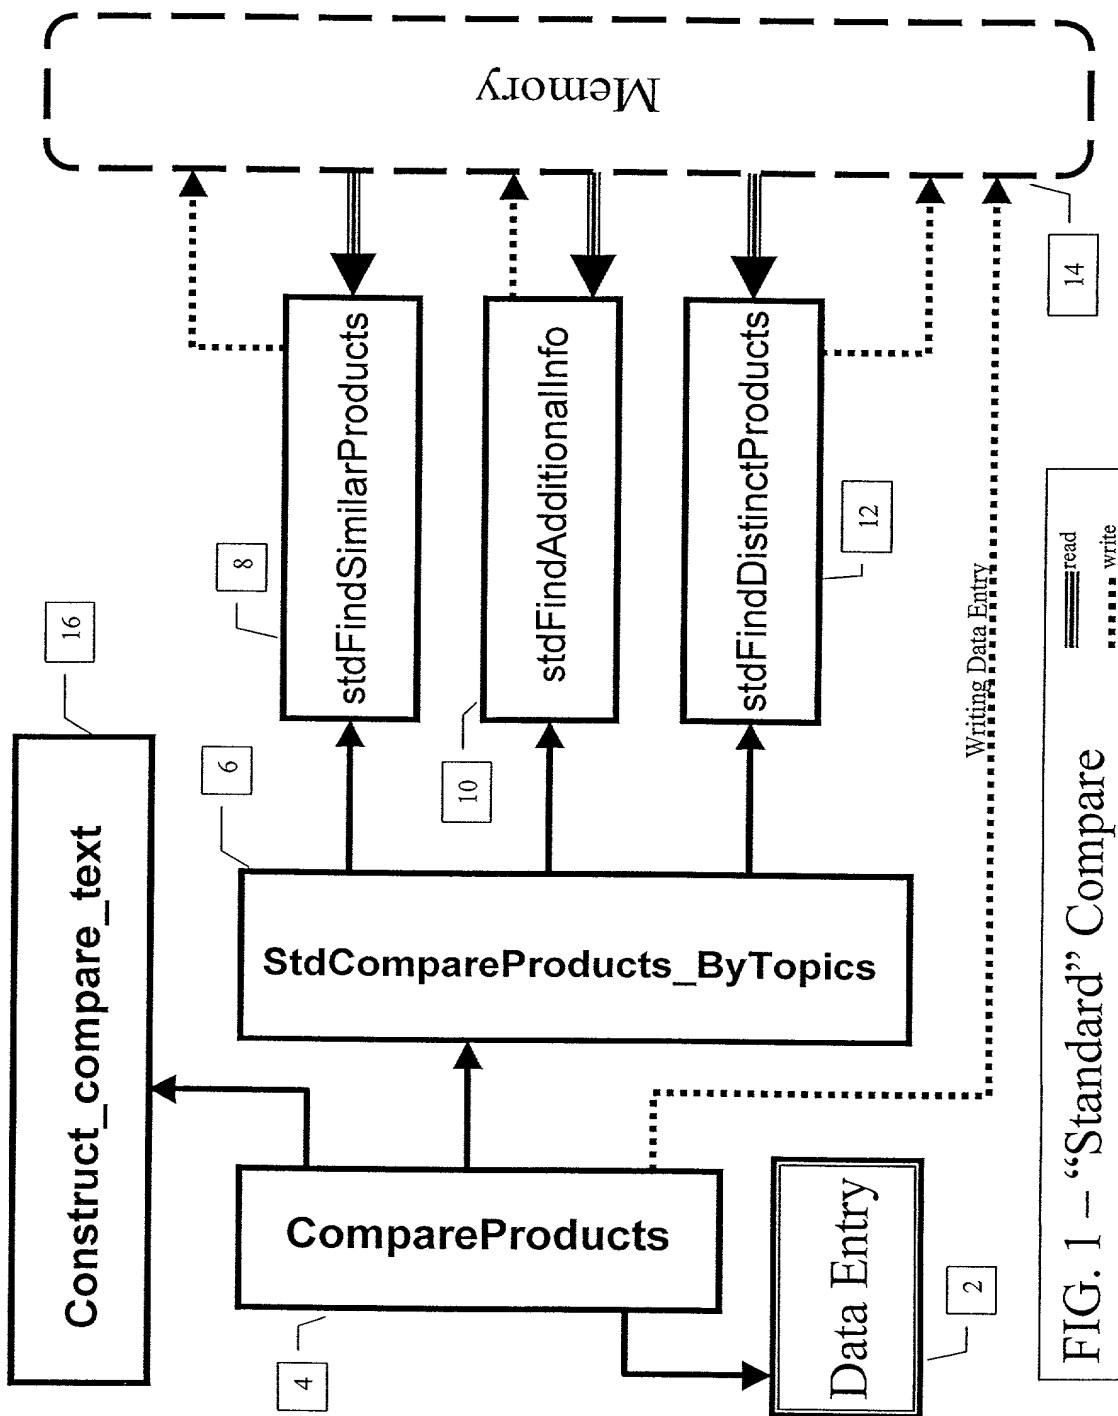 Construct_compare_text
16
CompareProducts
4
Data Entry
2
StdCompareProducts_ByTopics
6
stdFindSimilarProducts
8
stdFindAdditionalInfo
10
stdFindDistinctProducts
12
Memory
14
Writing Data Entry
FIG. 1 – “Standard” Compare
read
write